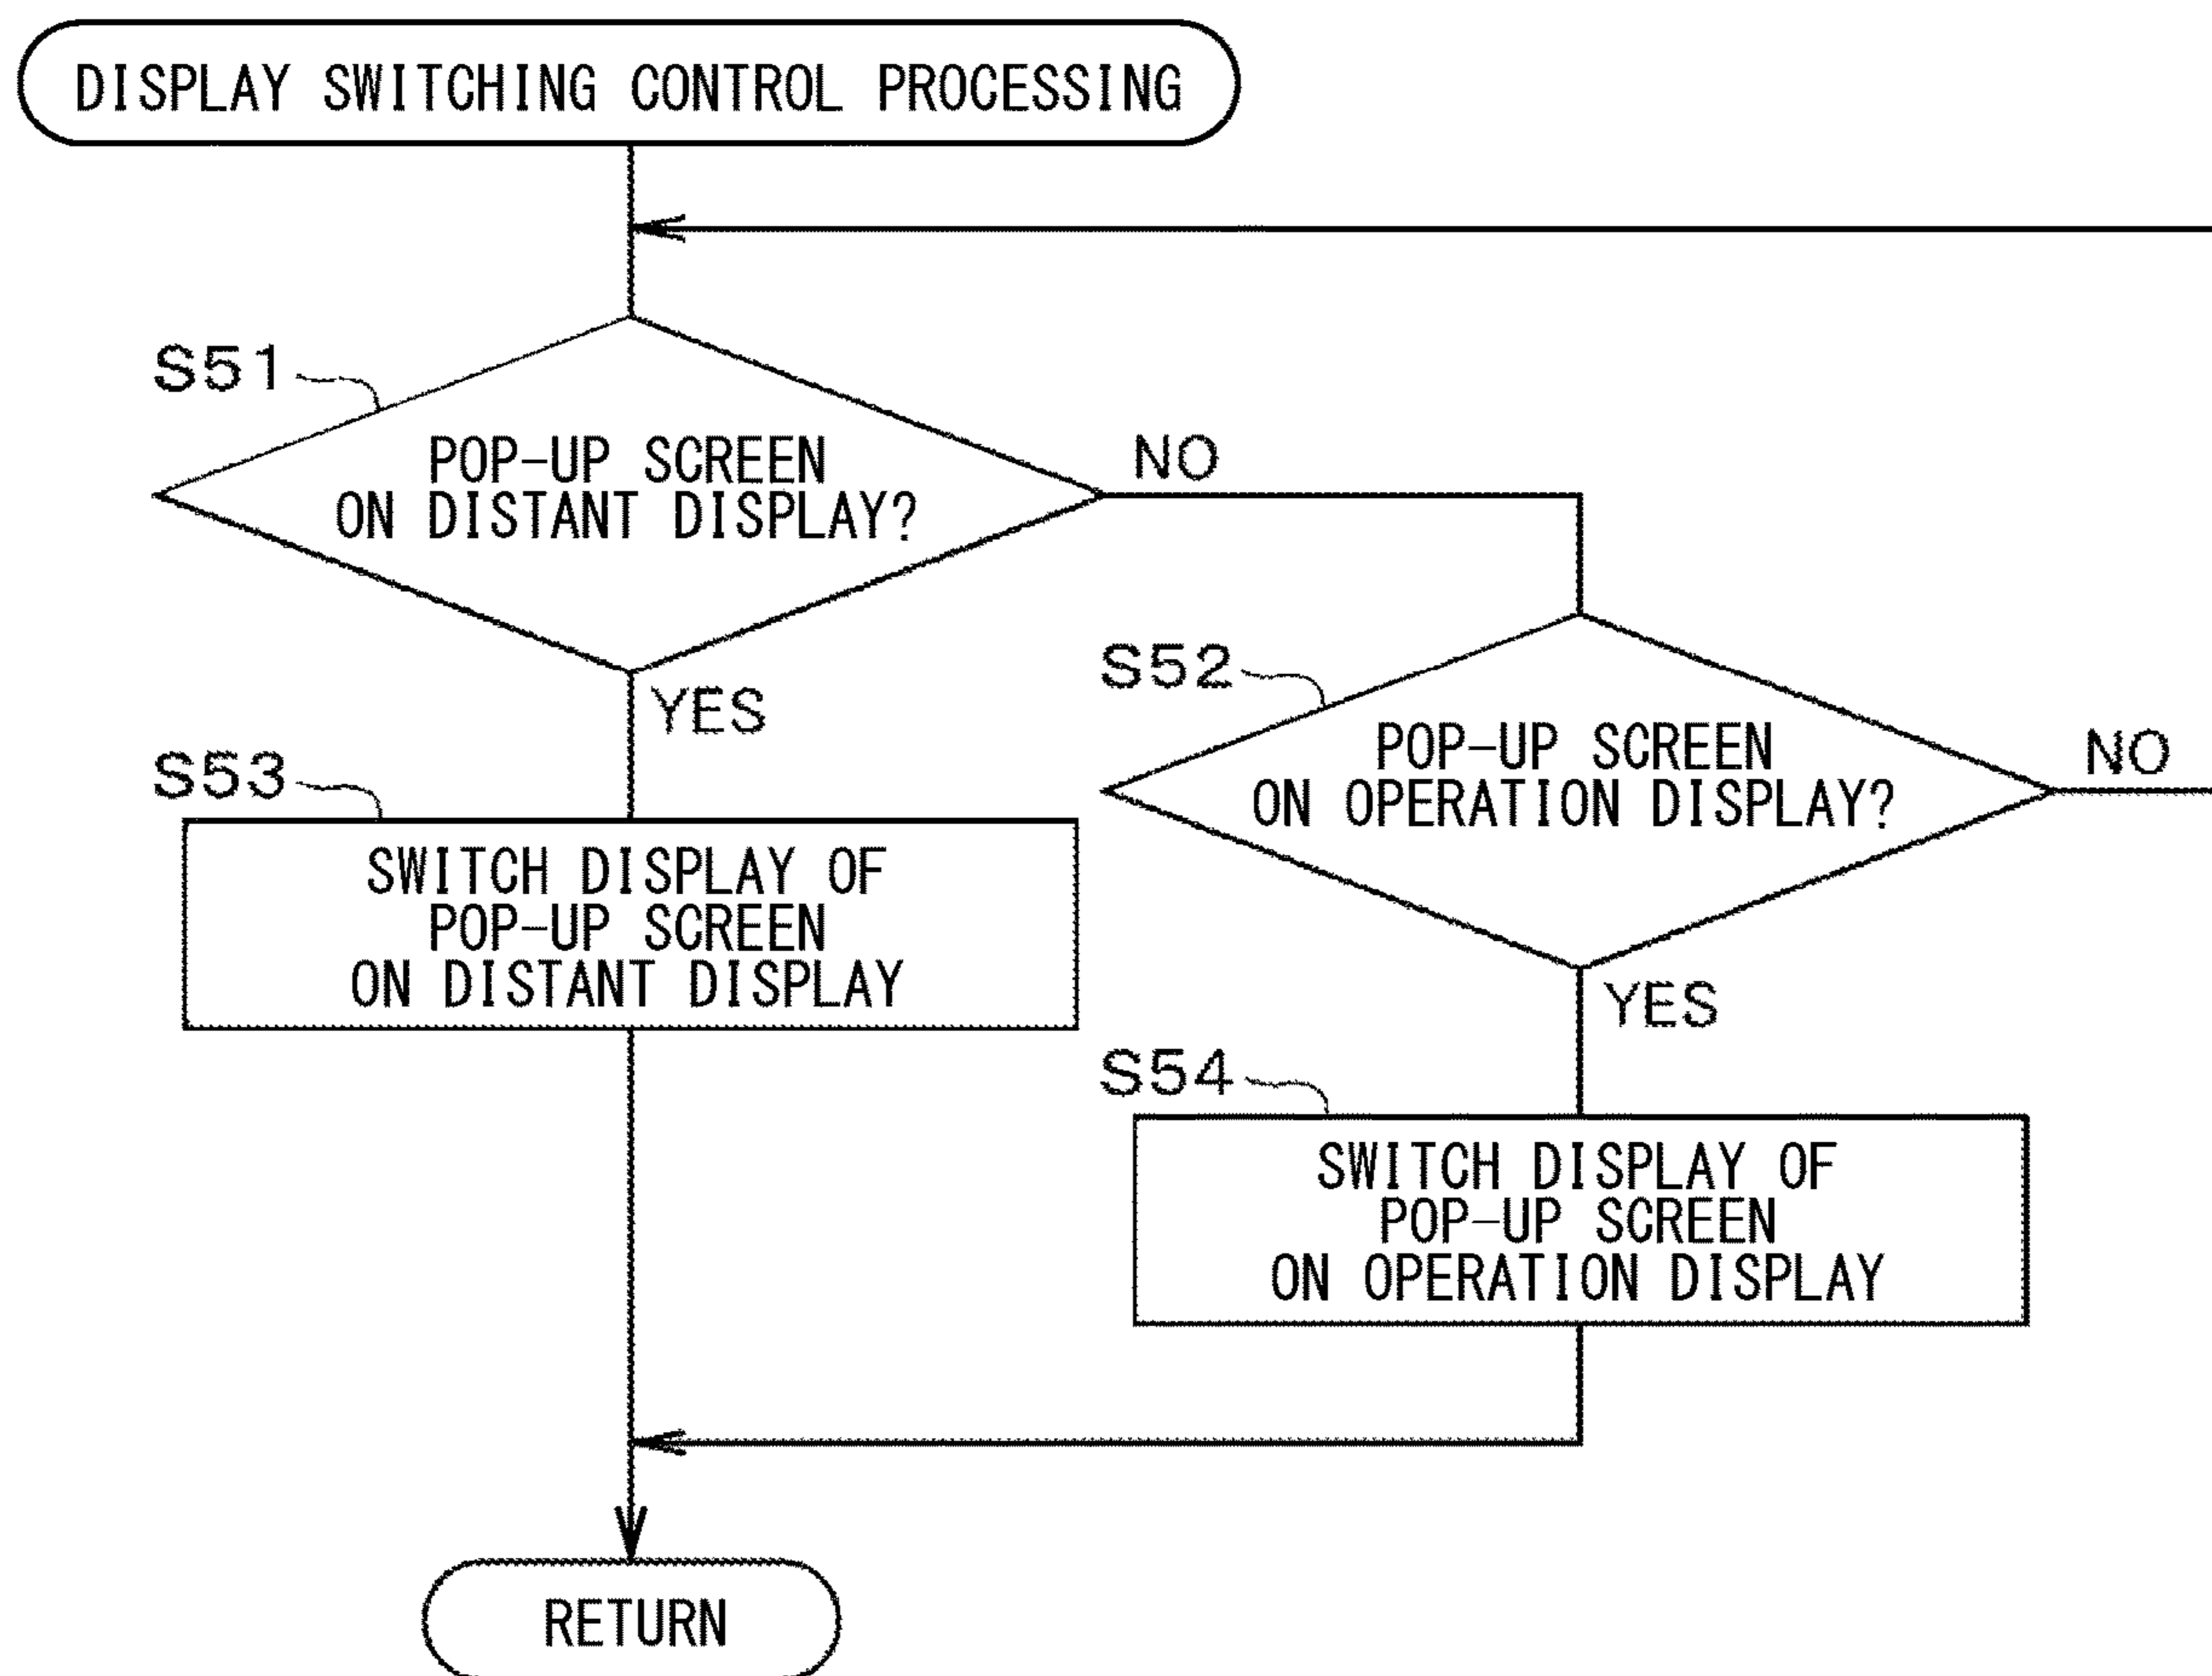 DISPLAY SWITCHING CONTROL PROCESSING
S51
POP-UP SCREEN
ON DISTANT DISPLAY?
NO
YES
S52
POP-UP SCREEN
ON OPERATION DISPLAY?
NO
YES
S53
SWITCH DISPLAY OF
POP-UP SCREEN
ON DISTANT DISPLAY
S54
SWITCH DISPLAY OF
POP-UP SCREEN
ON OPERATION DISPLAY
RETURN